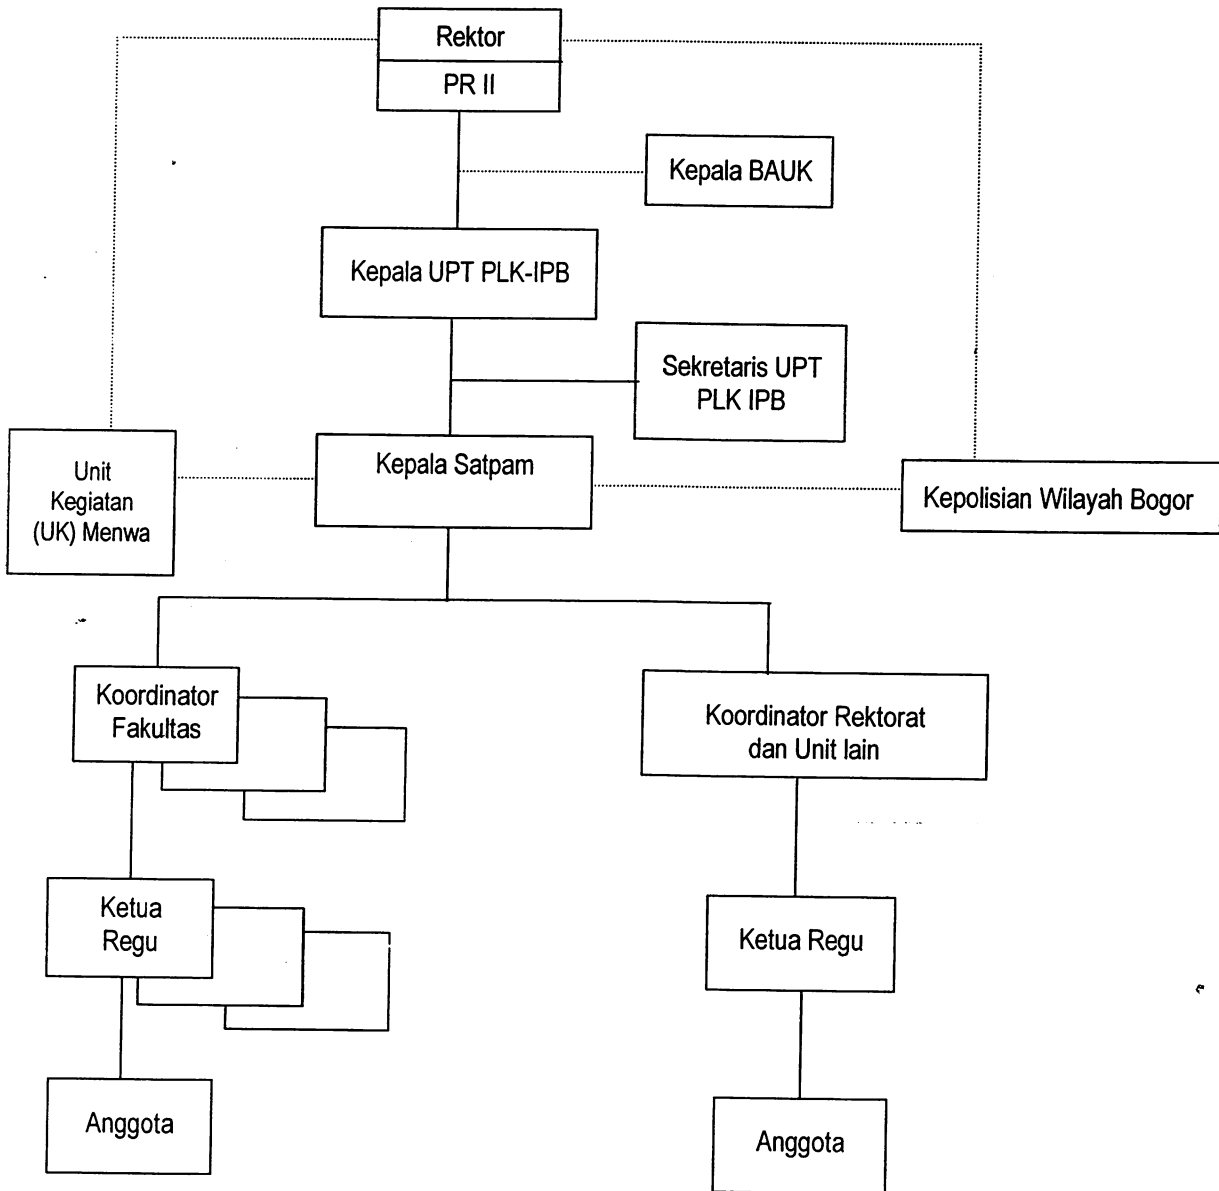 Rektor
PR II
Kepala BAUK
Kepala UPT PLK-IPB
Sekretaris UPT
PLK IPB
Unit
Kegiatan
(UK) Menwa
Kepala Satpam
Kepolisian Wilayah Bogor
Koordinator
Fakultas
Koordinator Rektorat
dan Unit lain
Ketua
Regu
Ketua Regu
Anggota
Anggota